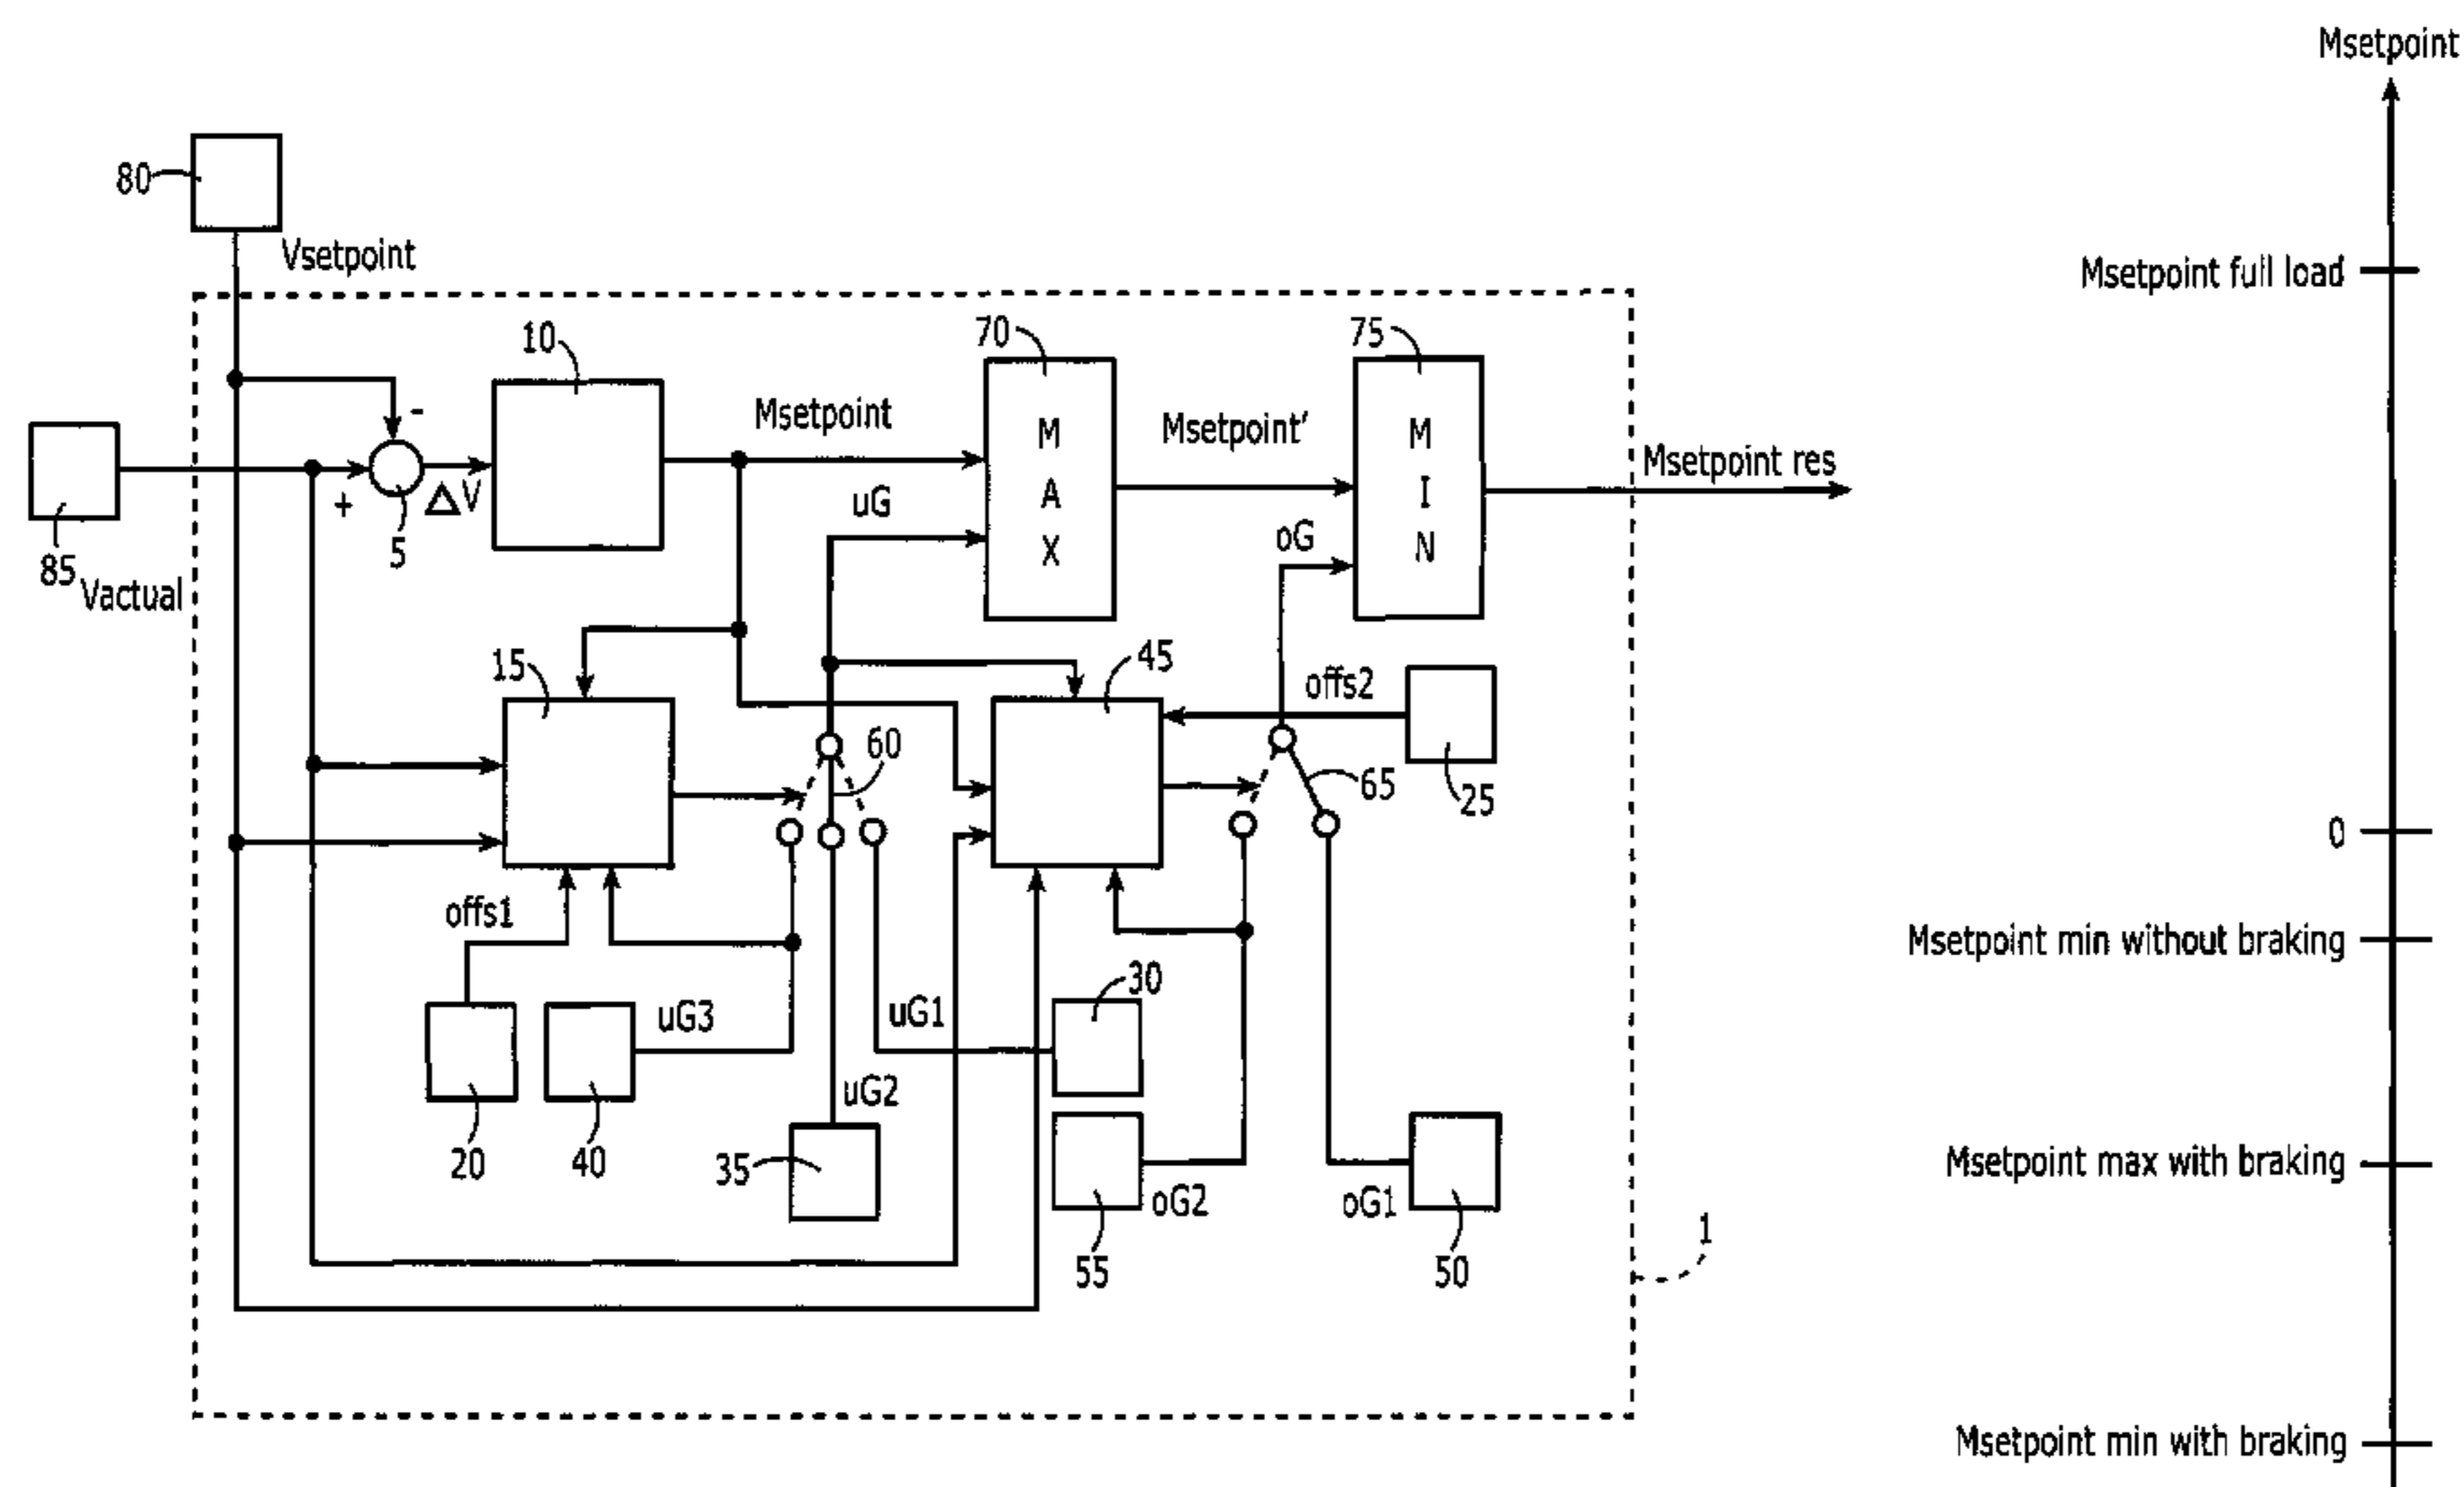 Msetpoint
80
Vsetpoint
Msetpoint full load
10
70
75
Msetpoint
Msetpoint'
-
M
A
X
M
I
N
Msetpoint res
+
ΔV
uG
oG
5
85
Vactual
15
45
offs2
60
65
25
0
offs1
Msetpoint min without braking
30
uG3
uG1
uG2
20
40
35
Msetpoint max with braking
oG2
oG1
1
55
50
Msetpoint min with braking